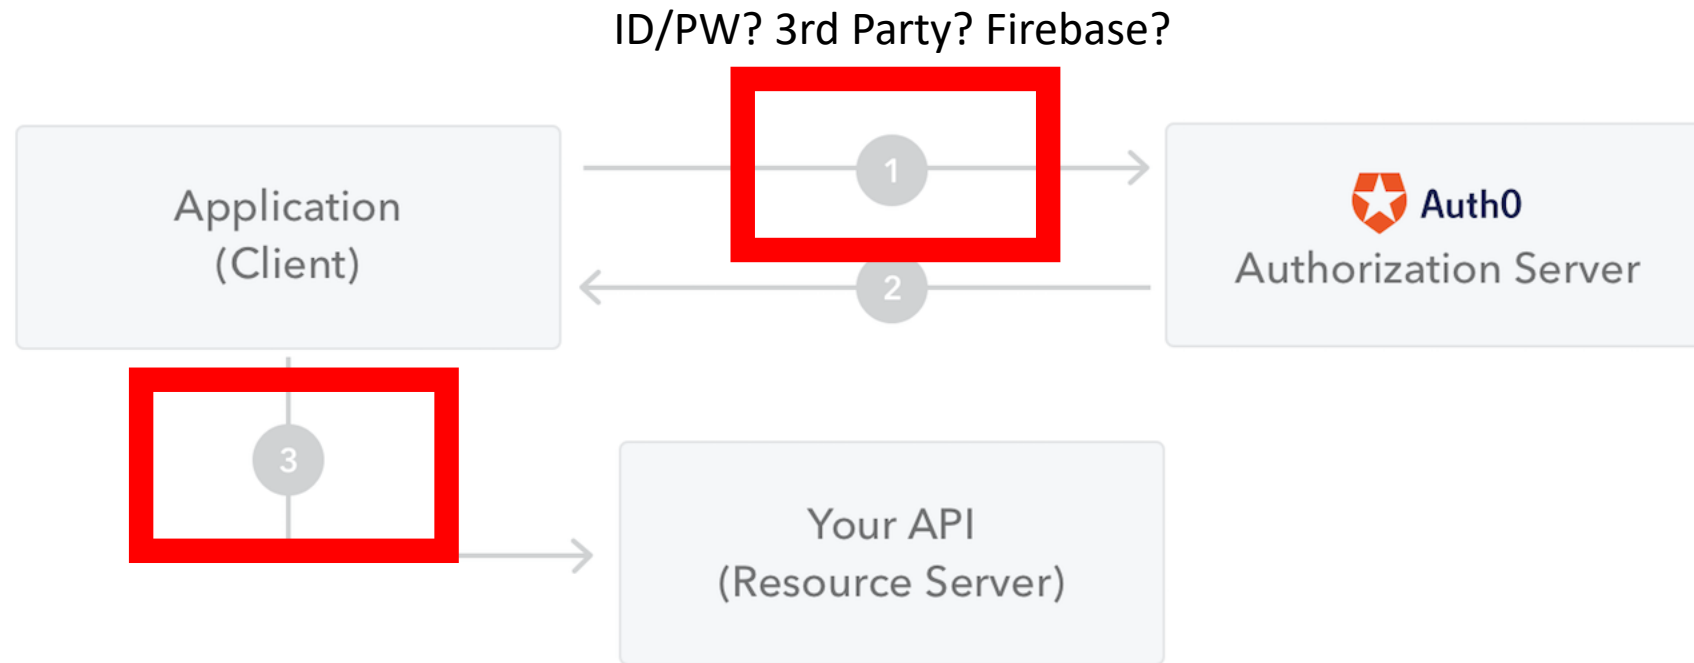 ID/PW? 3rd Party? Firebase?
1
Application
(Client)
Auth0
Authorization Server
2
3
Your API
(Resource Server)